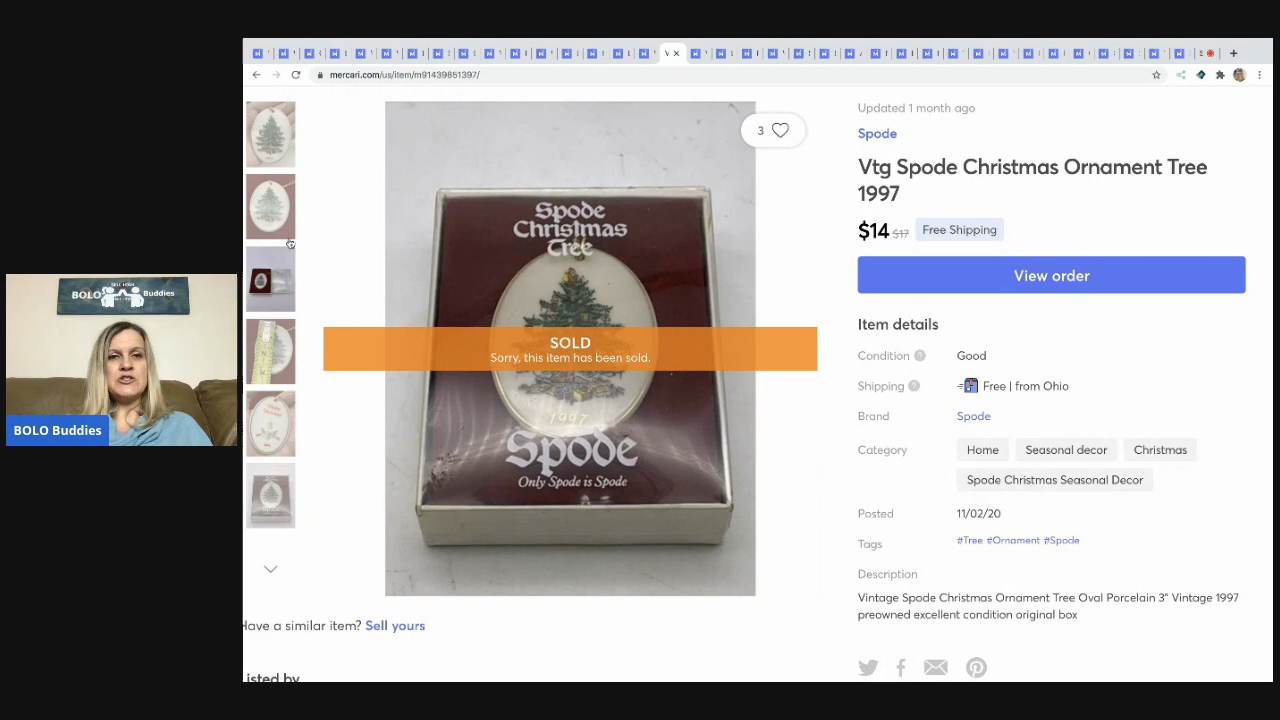 mercari.com/us/item/m91439851397/
Updated 1 month ago
Spode
Vtg Spode Christmas Ornament Tree
1997
$14 $17 Free Shipping
View order
Item details
Condition Good
Shipping Free | from Ohio
Brand Spode
Category Home Seasonal decor Christmas
Spode Christmas Seasonal Decor
Posted 11/02/20
Tags #Tree #Ornament #Spode
Description
Vintage Spode Christmas Ornament Tree Oval Porcelain 3" Vintage 1997
preowned excellent condition original box
3
Spode
Christmas
Tree
SOLD
Sorry, this item has been sold.
1997
Spode
Only Spode is Spode
Have a similar item? Sell yours
isted by
BOLO Buddies
BOLO Buddies